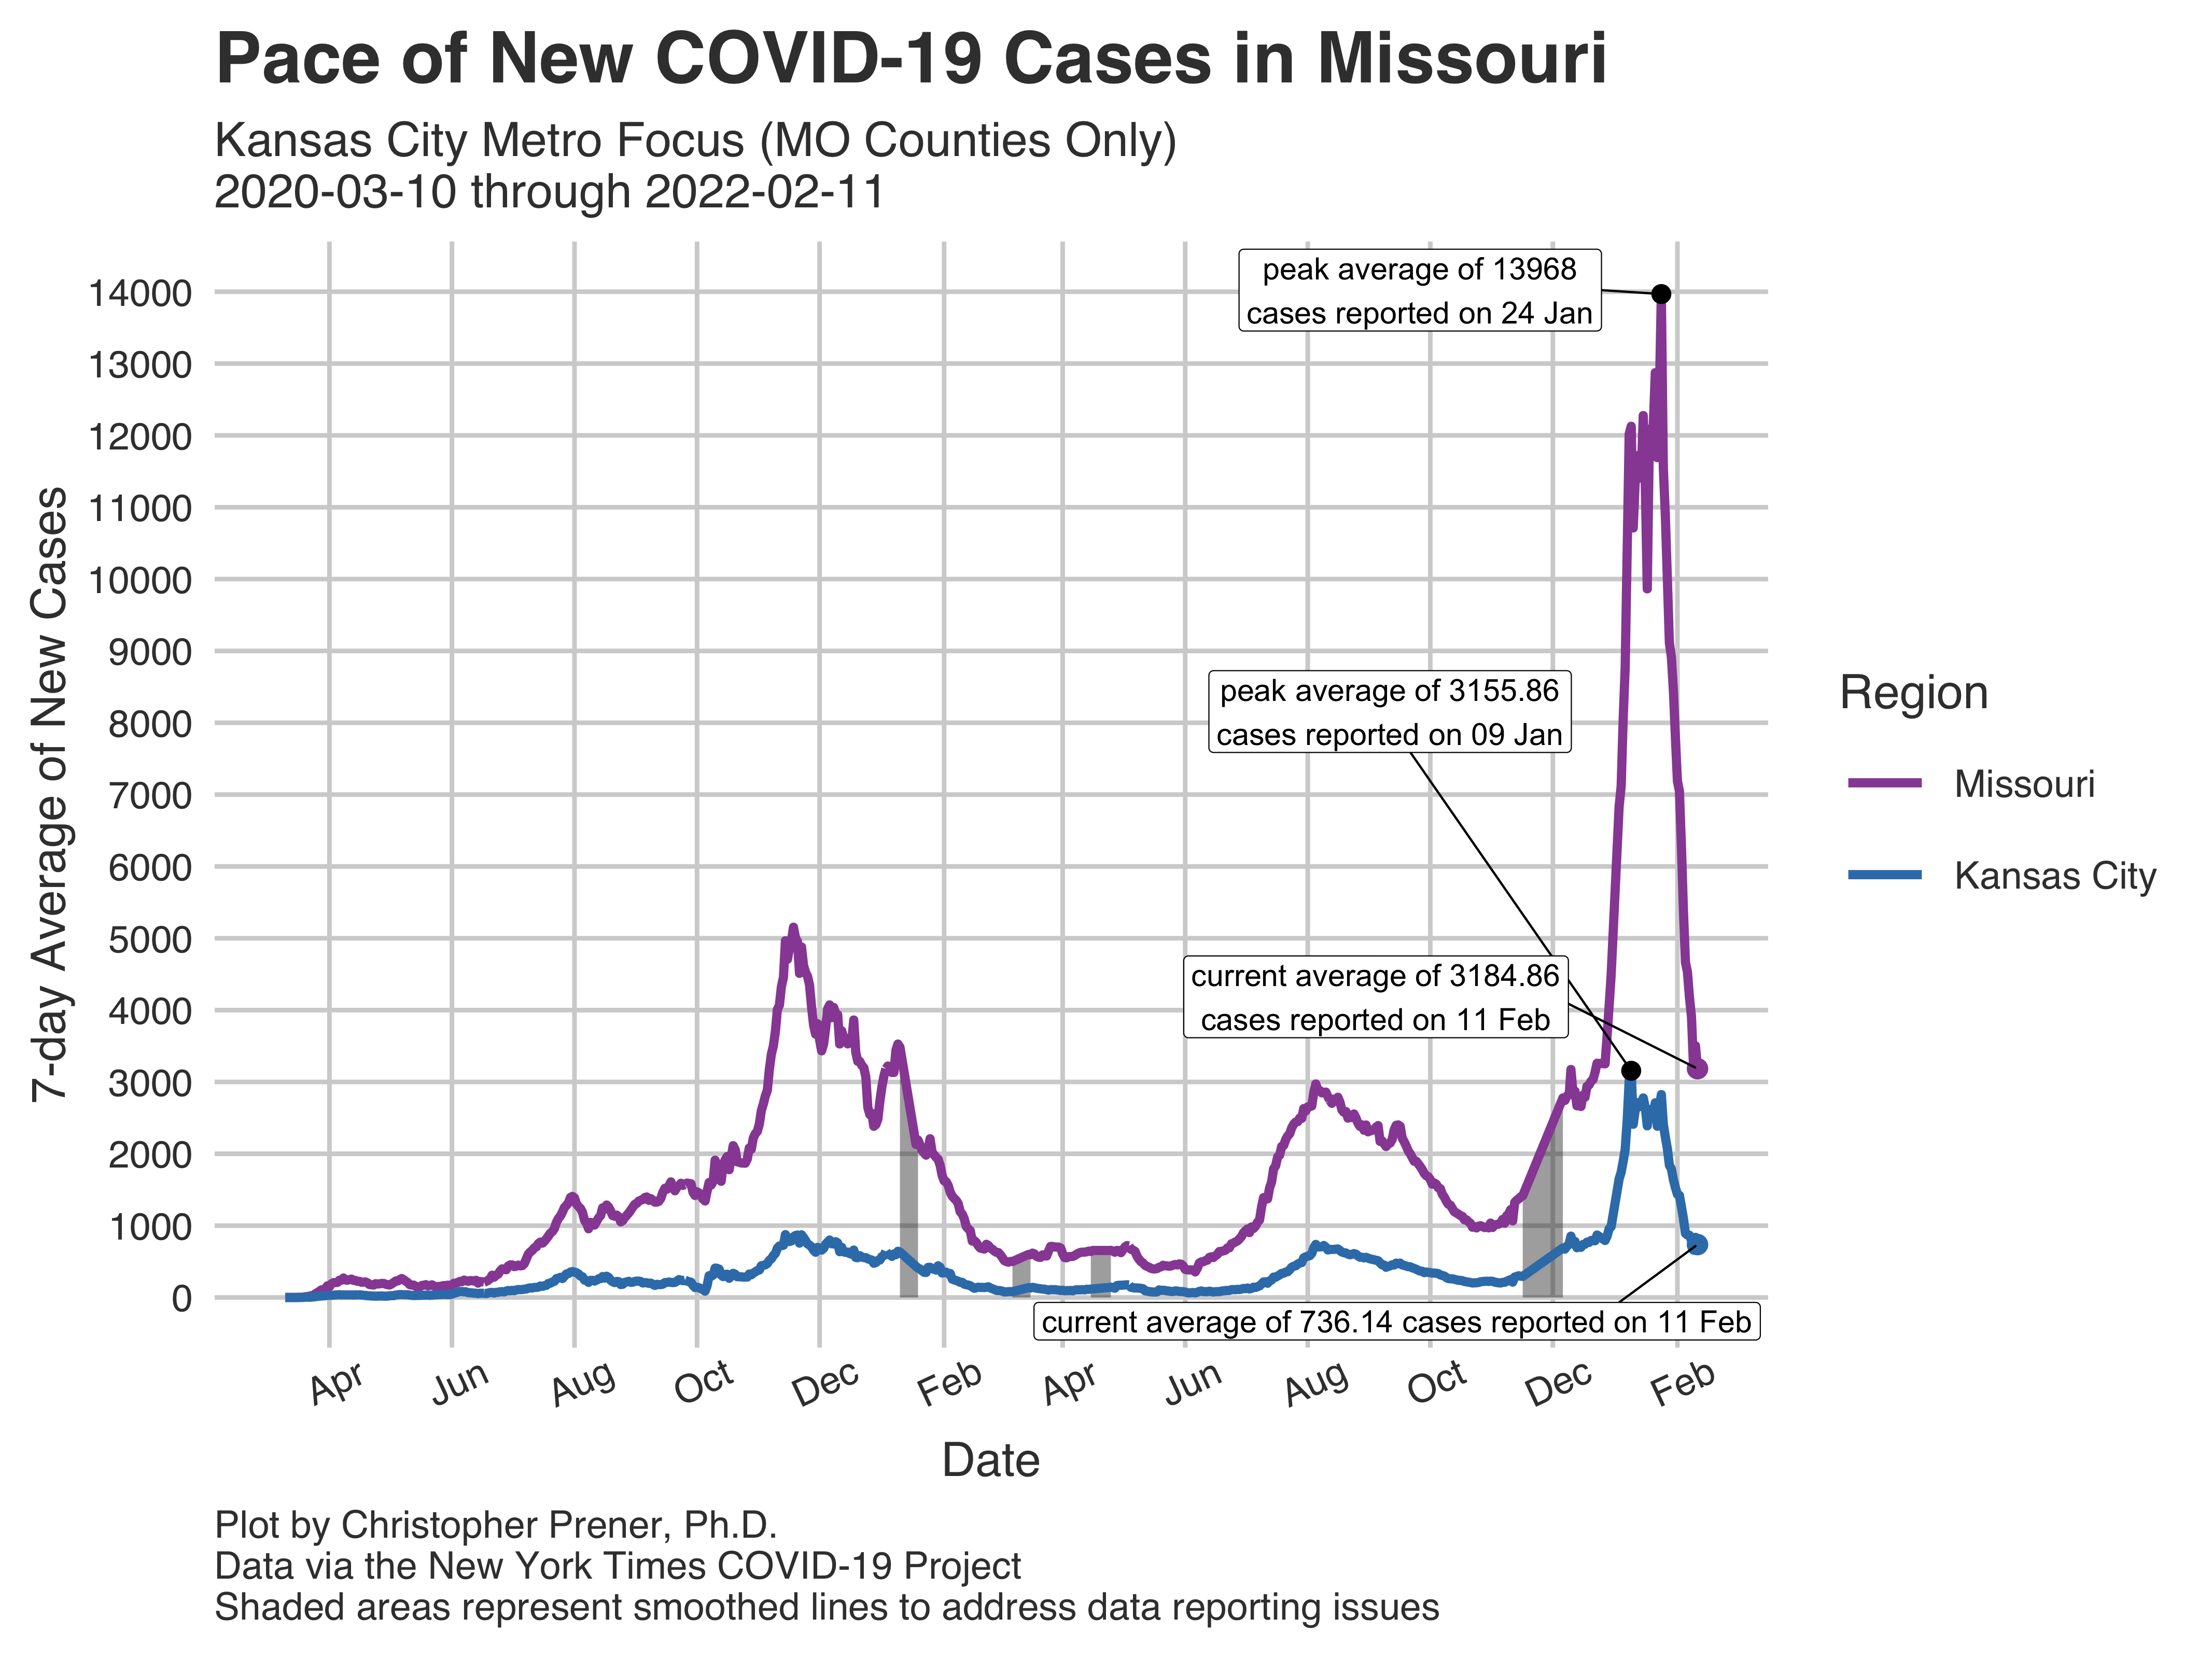 Pace of New COVID-19 Cases in Missouri
Kansas City Metro Focus (MO Counties Only)
2020-03-10 through 2022-02-11
7-day Average of New Cases
14000
13000
12000
11000
10000
9000
8000
7000
6000
5000
4000
3000
2000
1000
0
peak average of 13968
cases reported on 24 Jan
peak average of 3155.86
cases reported on 09 Jan
current average of 3184.86
cases reported on 11 Feb
current average of 736.14 cases reported on 11 Feb
Region
Missouri
Kansas City
Apr
Jun
Aug
Oct
Dec
Feb
Apr
Jun
Aug
Oct
Dec
Feb
Date
Plot by Christopher Prener, Ph.D.
Data via the New York Times COVID-19 Project
Shaded areas represent smoothed lines to address data reporting issues